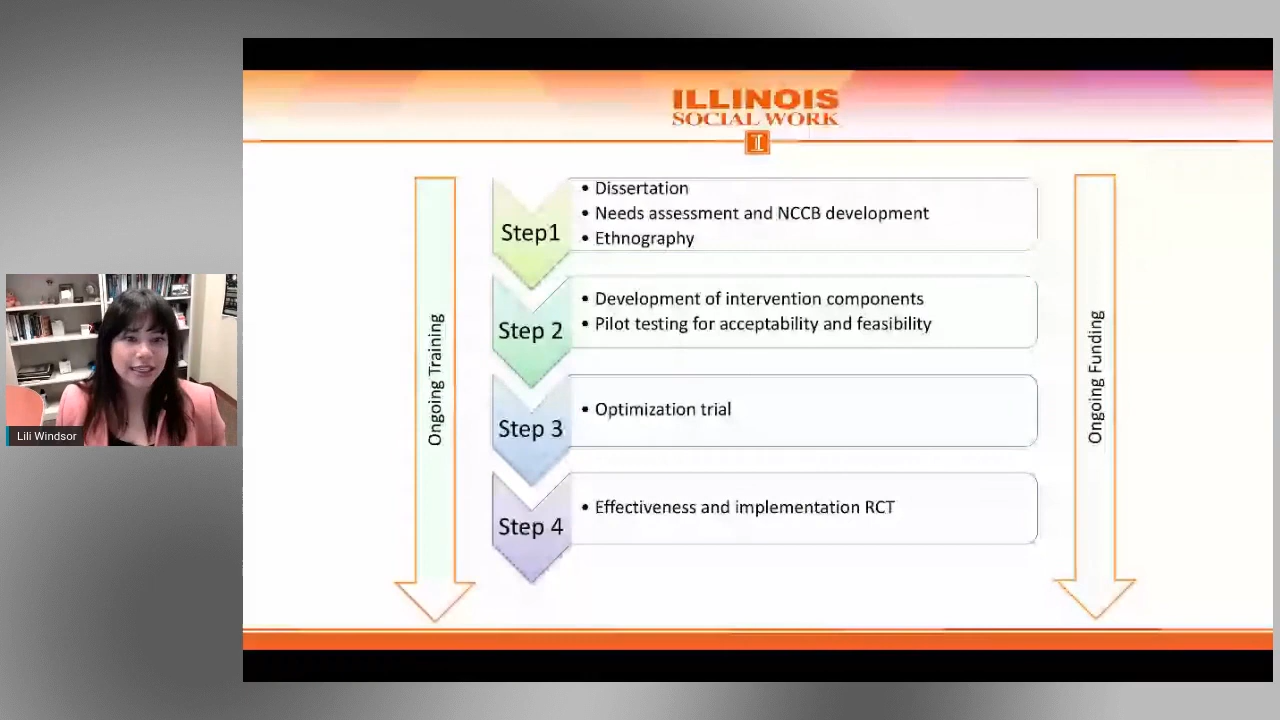 ILLINOIS
SOCIAL WORK
I
Step1
• Dissertation
• Needs assessment and NCCB development
• Ethnography
Step 2
• Development of intervention components
• Pilot testing for acceptability and feasibility
Step 3
• Optimization trial
Step 4
• Effectiveness and implementation RCT
Ongoing Training
Ongoing Funding
Lili Windsor